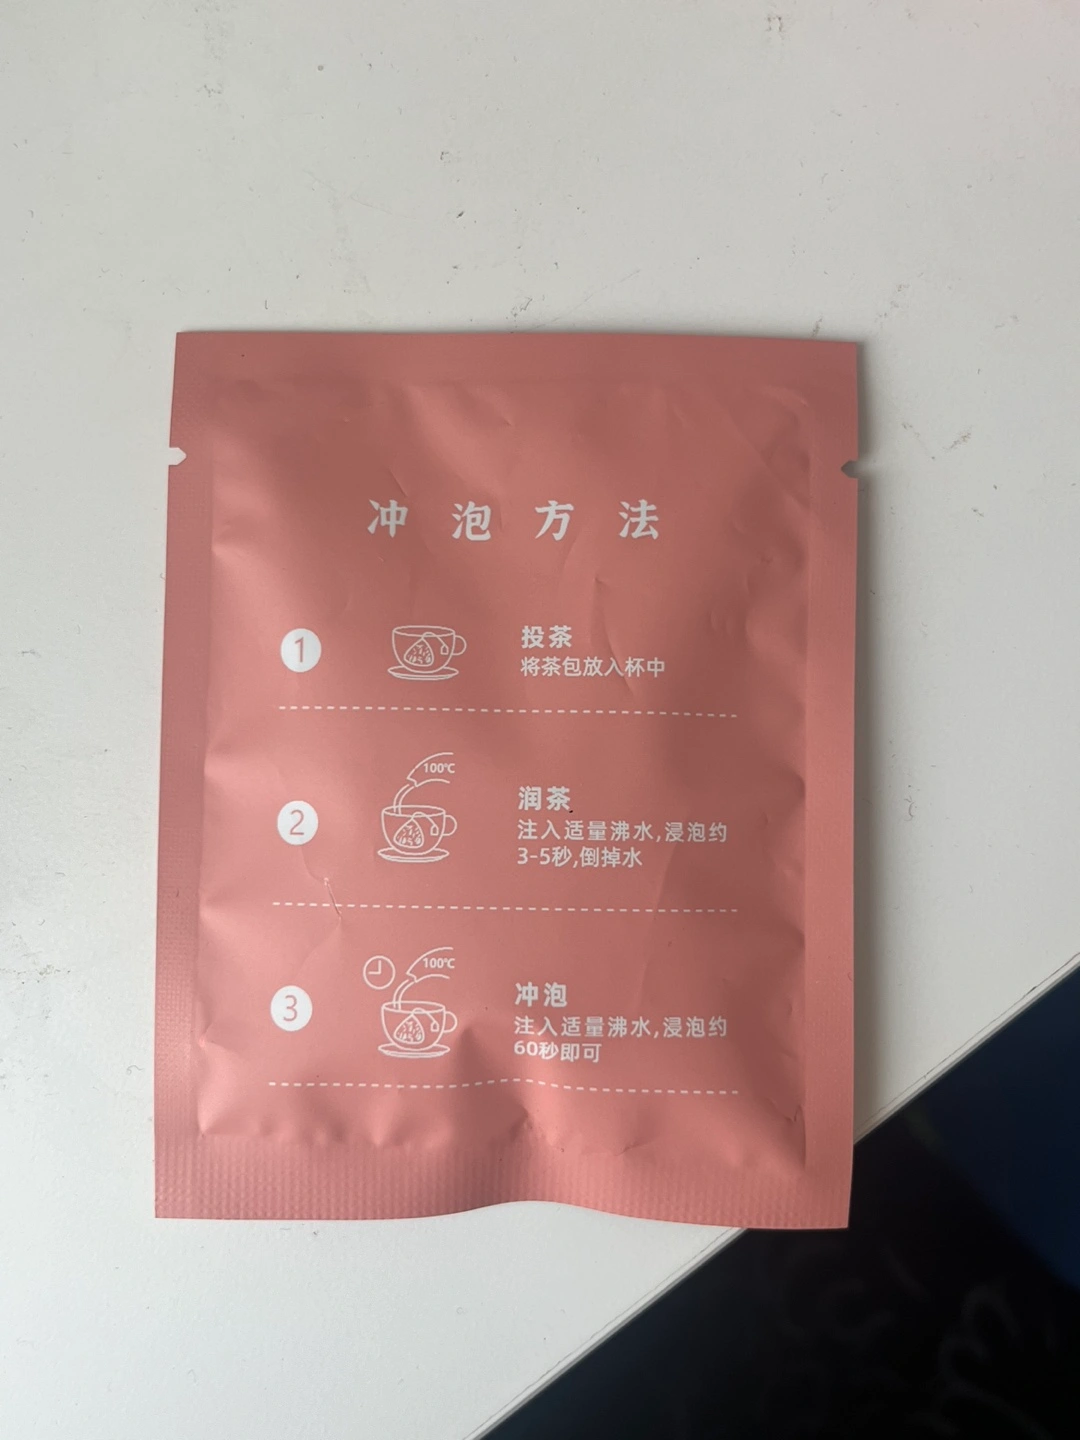 冲泡方法
1
投茶
将茶包放入杯中
100℃
2
润茶
注入适量沸水,浸泡约
3-5秒,倒掉水
100℃
3
冲泡
注入适量沸水,浸泡约
60秒即可